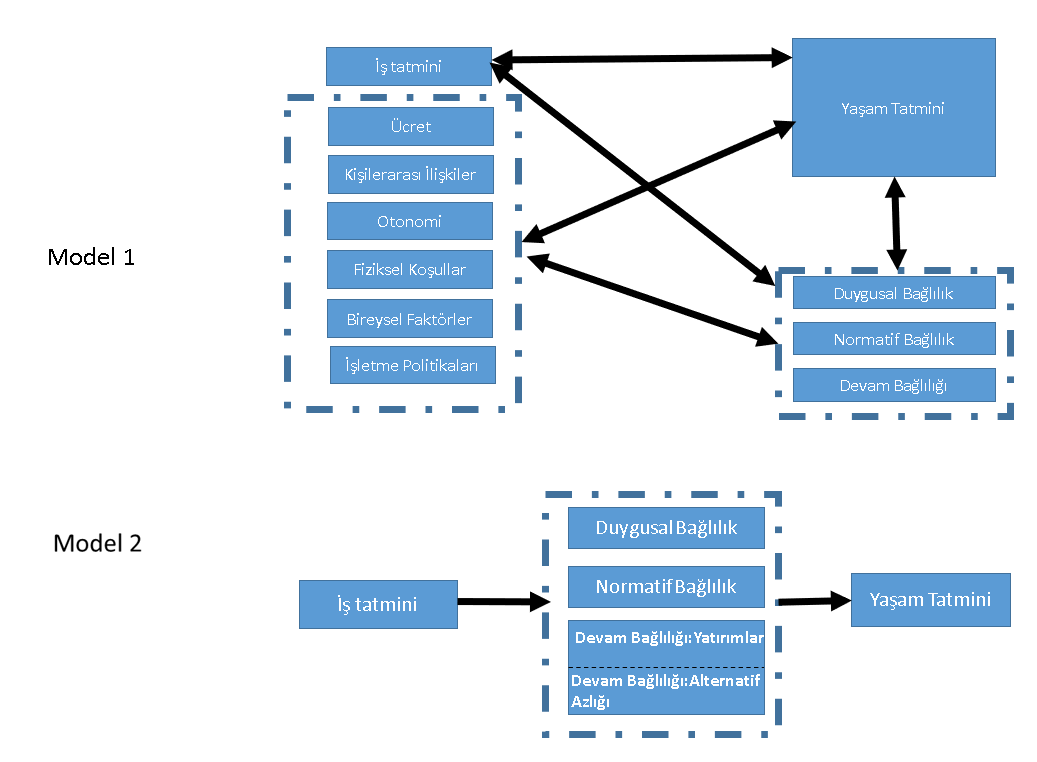 İş tatmini
Yaşam Tatmini
Ücret
Kişilerarası İlişkiler
Otonomi
Model 1
Fiziksel Koşullar
Bireysel Faktörler
İşletme Politikaları
Duygusal Bağlılık
Normatif Bağlılık
Devam Bağlılığı
Model 2
İş tatmini
Duygusal Bağlılık
Normatif Bağlılık
Devam Bağlılığı:Yatırımlar
Devam Bağlılığı:Alternatif
Azlığı
Yaşam Tatmini